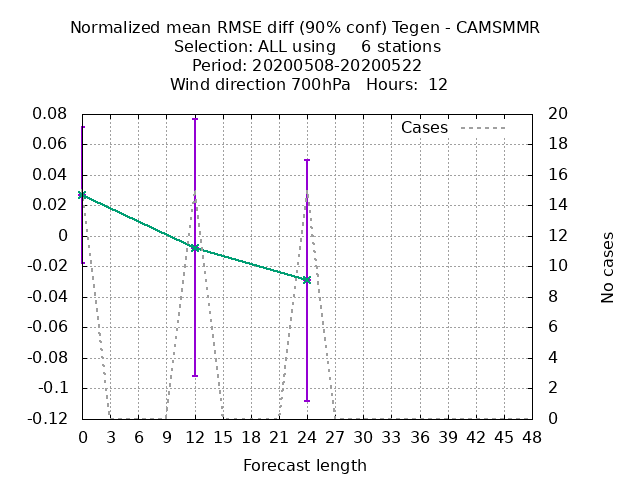 Normalized mean RMSE diff (90% conf) Tegen - CAMSMMR
Selection: ALL using     6 stations
Period: 20200508-20200522
Wind direction 700hPa   Hours:  12
Cases
0.08
0.06
0.04
0.02
0
-0.02
-0.04
-0.06
-0.08
-0.1
-0.12
20
18
16
14
12
10
8
6
4
2
0
No cases
0 3 6 9 12 15 18 21 24 27 30 33 36 39 42 45 48
Forecast length